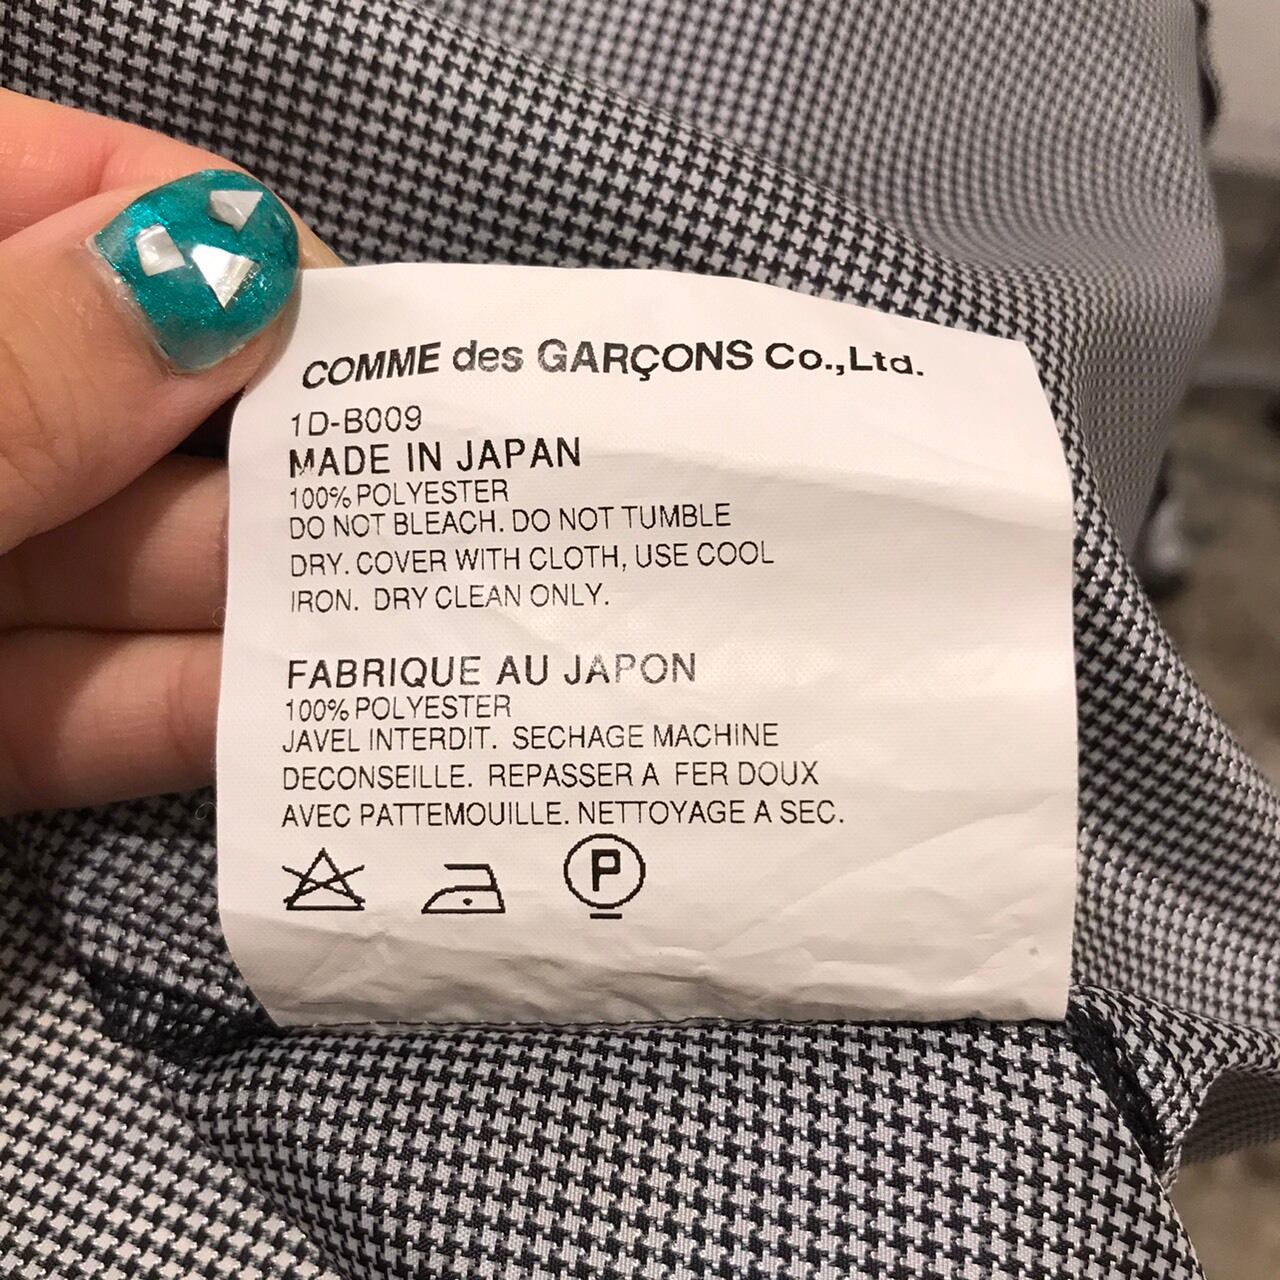 COMME des GARÇONS Co.,Ltd.
1D-B009
MADE IN JAPAN
100% POLYESTER
DO NOT BLEACH. DO NOT TUMBLE
DRY. COVER WITH CLOTH, USE COOL
IRON. DRY CLEAN ONLY.
FABRIQUE AU JAPON
100% POLYESTER
JAVEL INTERDIT. SECHAGE MACHINE
DECONSEILLE. REPASSER A FER DOUX
AVEC PATTEMOUILLE. NETTOYAGE A SEC.
P